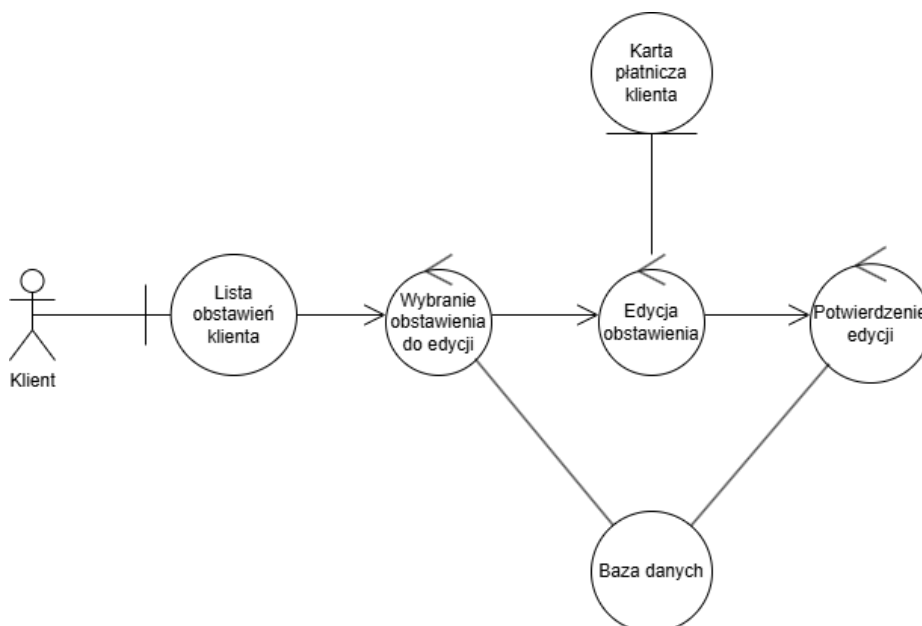 Karta
płatnicza
klienta
Lista
obstawień
klienta
Wybranie
obstawienia
do edycji
Edycja
obstawienia
Potwierdzenie
edycji
Klient
Baza danych